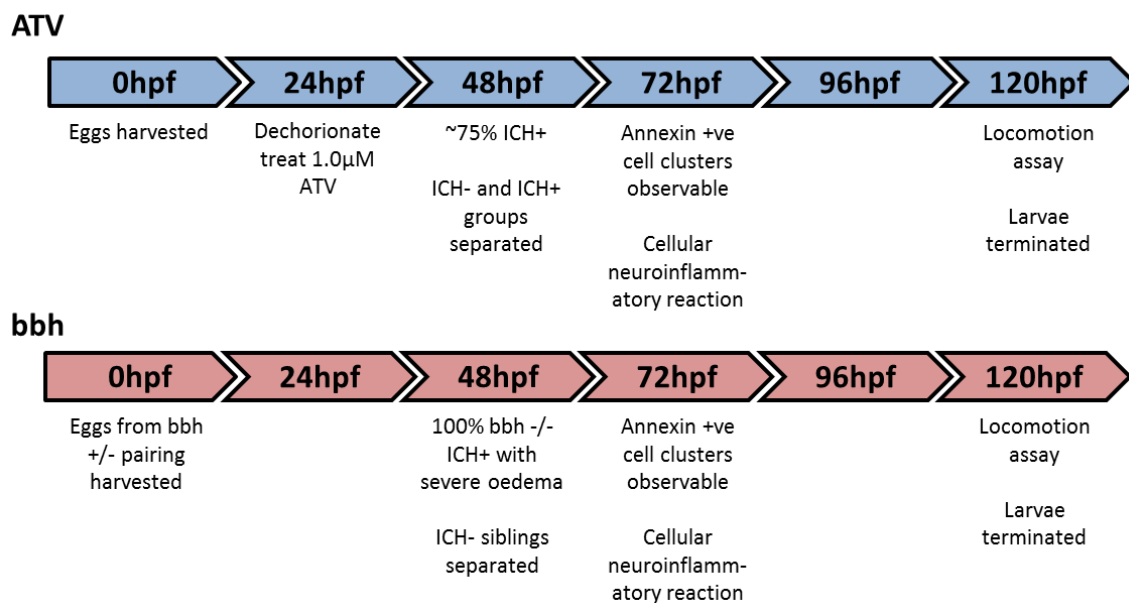 ATV
0hpf 24hpf 48hpf 72hpf 96hpf 120hpf
Eggs harvested
Dechorionate
treat 1.0µM
ATV
~75% ICH+
ICH- and ICH+
groups
separated
Annexin +ve
cell clusters
observable
Cellular
neuroinflamm-
atory reaction
Locomotion
assay
Larvae
terminated
bbh
0hpf 24hpf 48hpf 72hpf 96hpf 120hpf
Eggs from bbh
+/- pairing
harvested
100% bbh -/-
ICH+ with
severe oedema
ICH- siblings
separated
Annexin +ve
cell clusters
observable
Cellular
neuroinflamm-
atory reaction
Locomotion
assay
Larvae
terminated